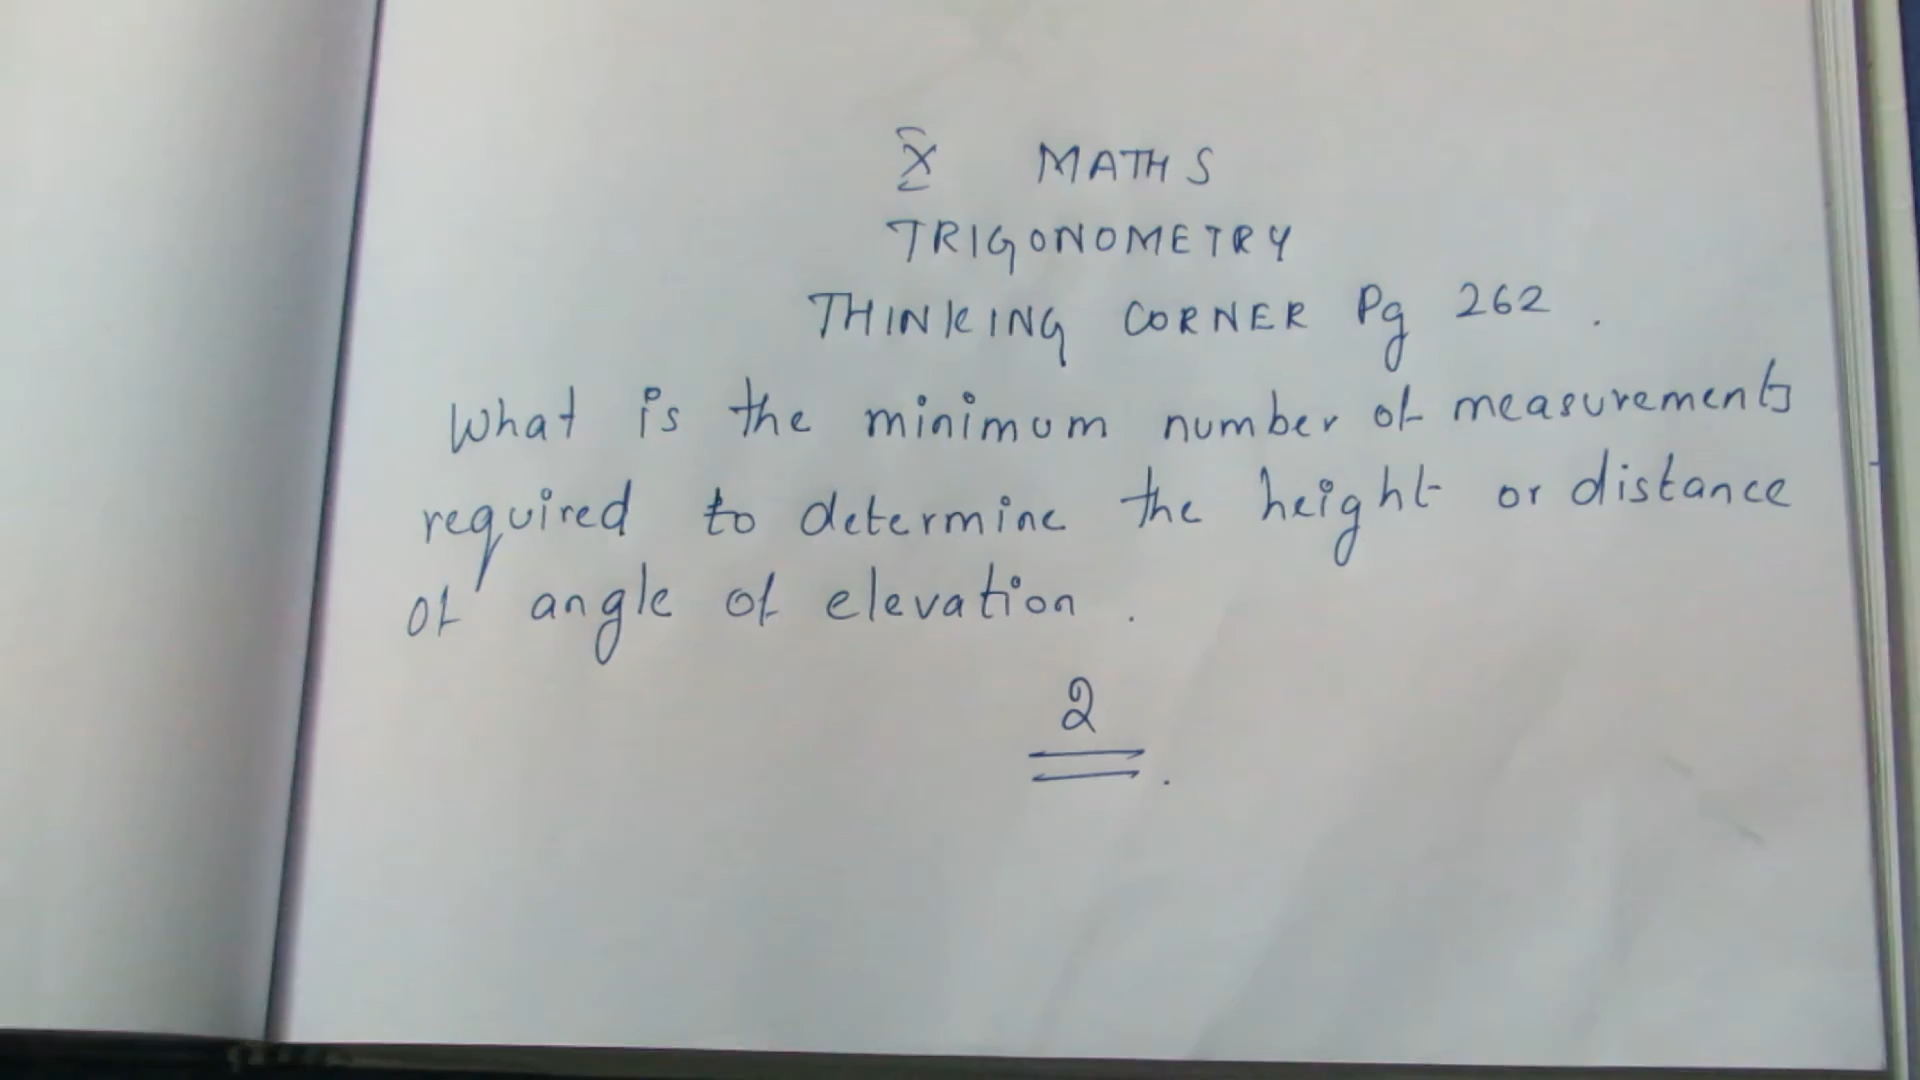 X MATHS
TRIGONOMETRY
THINKING CORNER Pg 262.
What is the minimum number of measurements
required to determine the height or distance
of angle of elevation.
2.